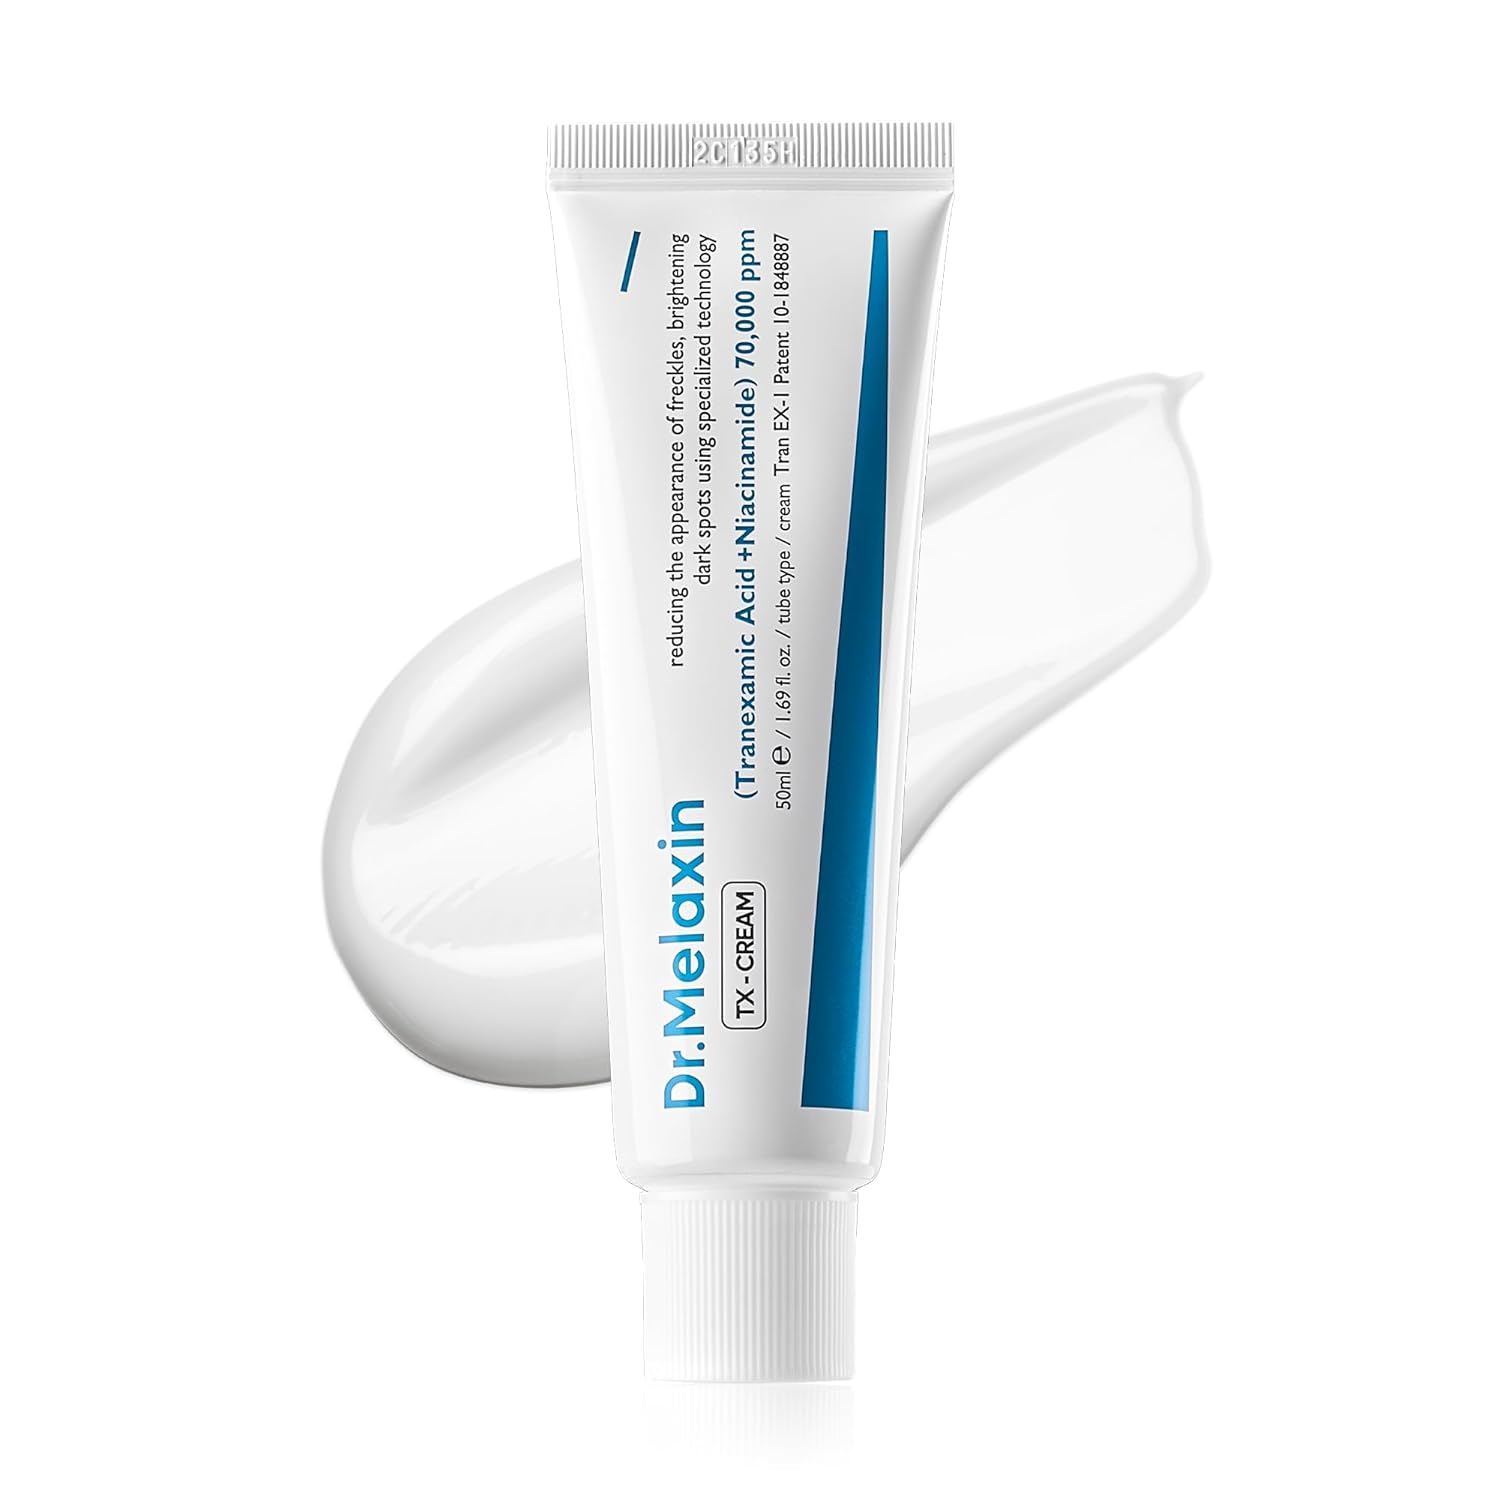 2C135H
reducing the appearance of freckles, brightening
dark spots using specialized technology
Dr.Melaxin
(Tranexamic Acid +Niacinamide) 70,000 ppm
TX - CREAM
50ml ℮ / 1.69 fl. oz. / tube type / cream Tran EX-1 Patent 10-1848887